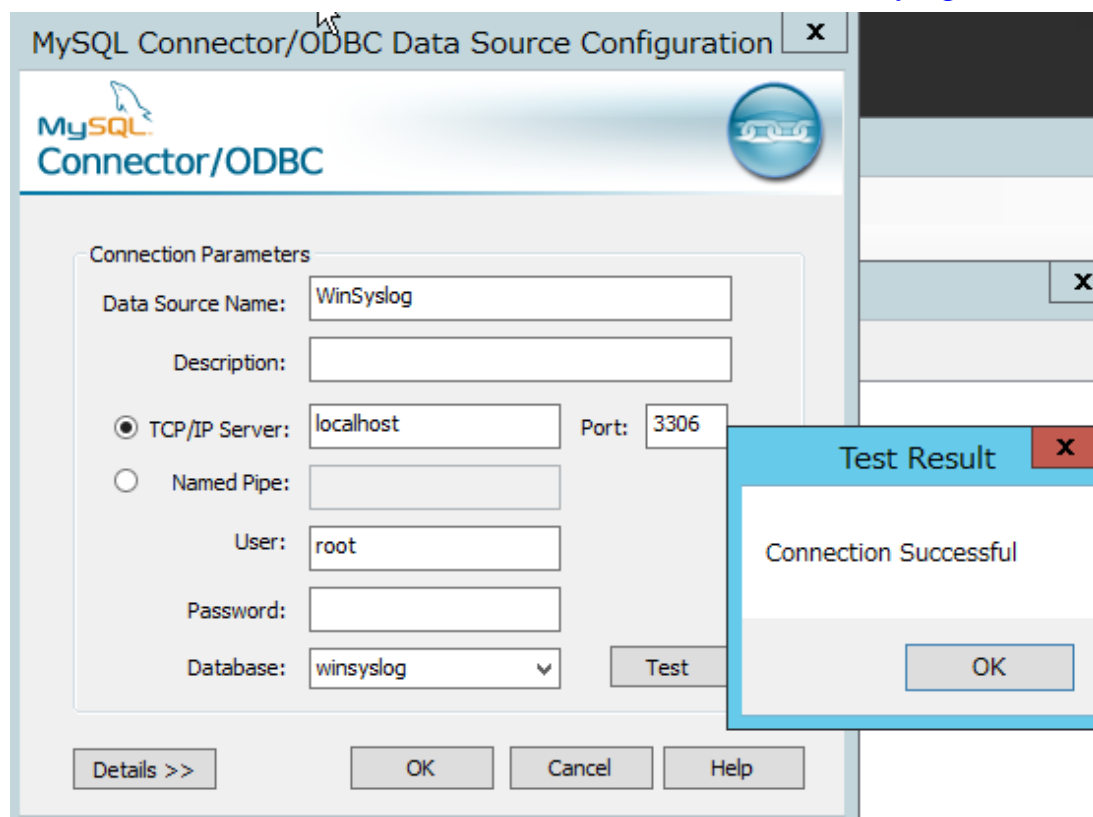 MySQL Connector/ODBC Data Source Configuration x
MySQL
Connector/ODBC
Connection Parameters
x
Data Source Name: WinSyslog
Description:
TCP/IP Server: localhost Port: 3306
Named Pipe:
User: root
Password:
Database: winsyslog Test
Test Result x
Connection Successful
OK
Details >> OK Cancel Help